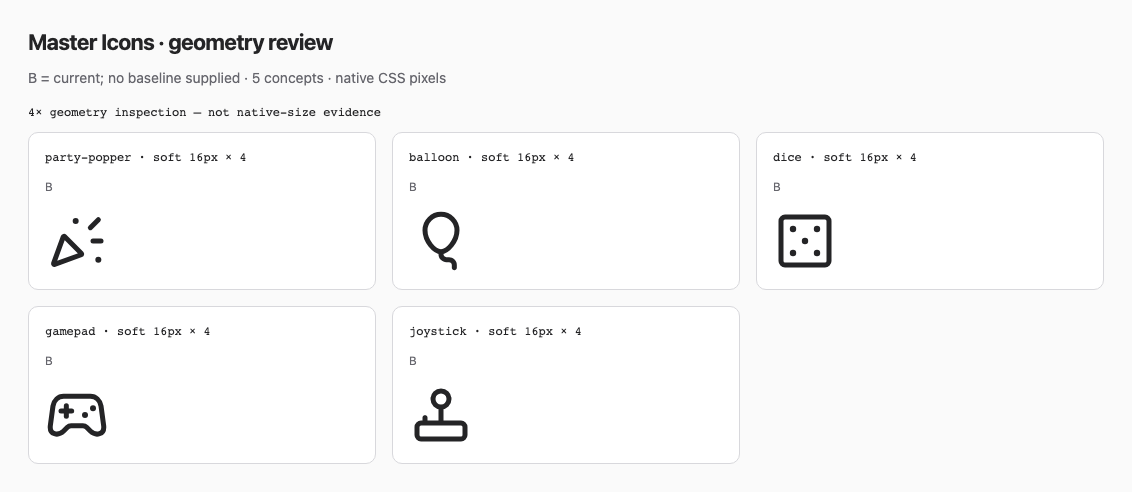 Master Icons · geometry review
B = current; no baseline supplied · 5 concepts · native CSS pixels
4× geometry inspection — not native-size evidence
party-popper · soft 16px × 4
B
balloon · soft 16px × 4
B
dice · soft 16px × 4
B
gamepad · soft 16px × 4
B
joystick · soft 16px × 4
B